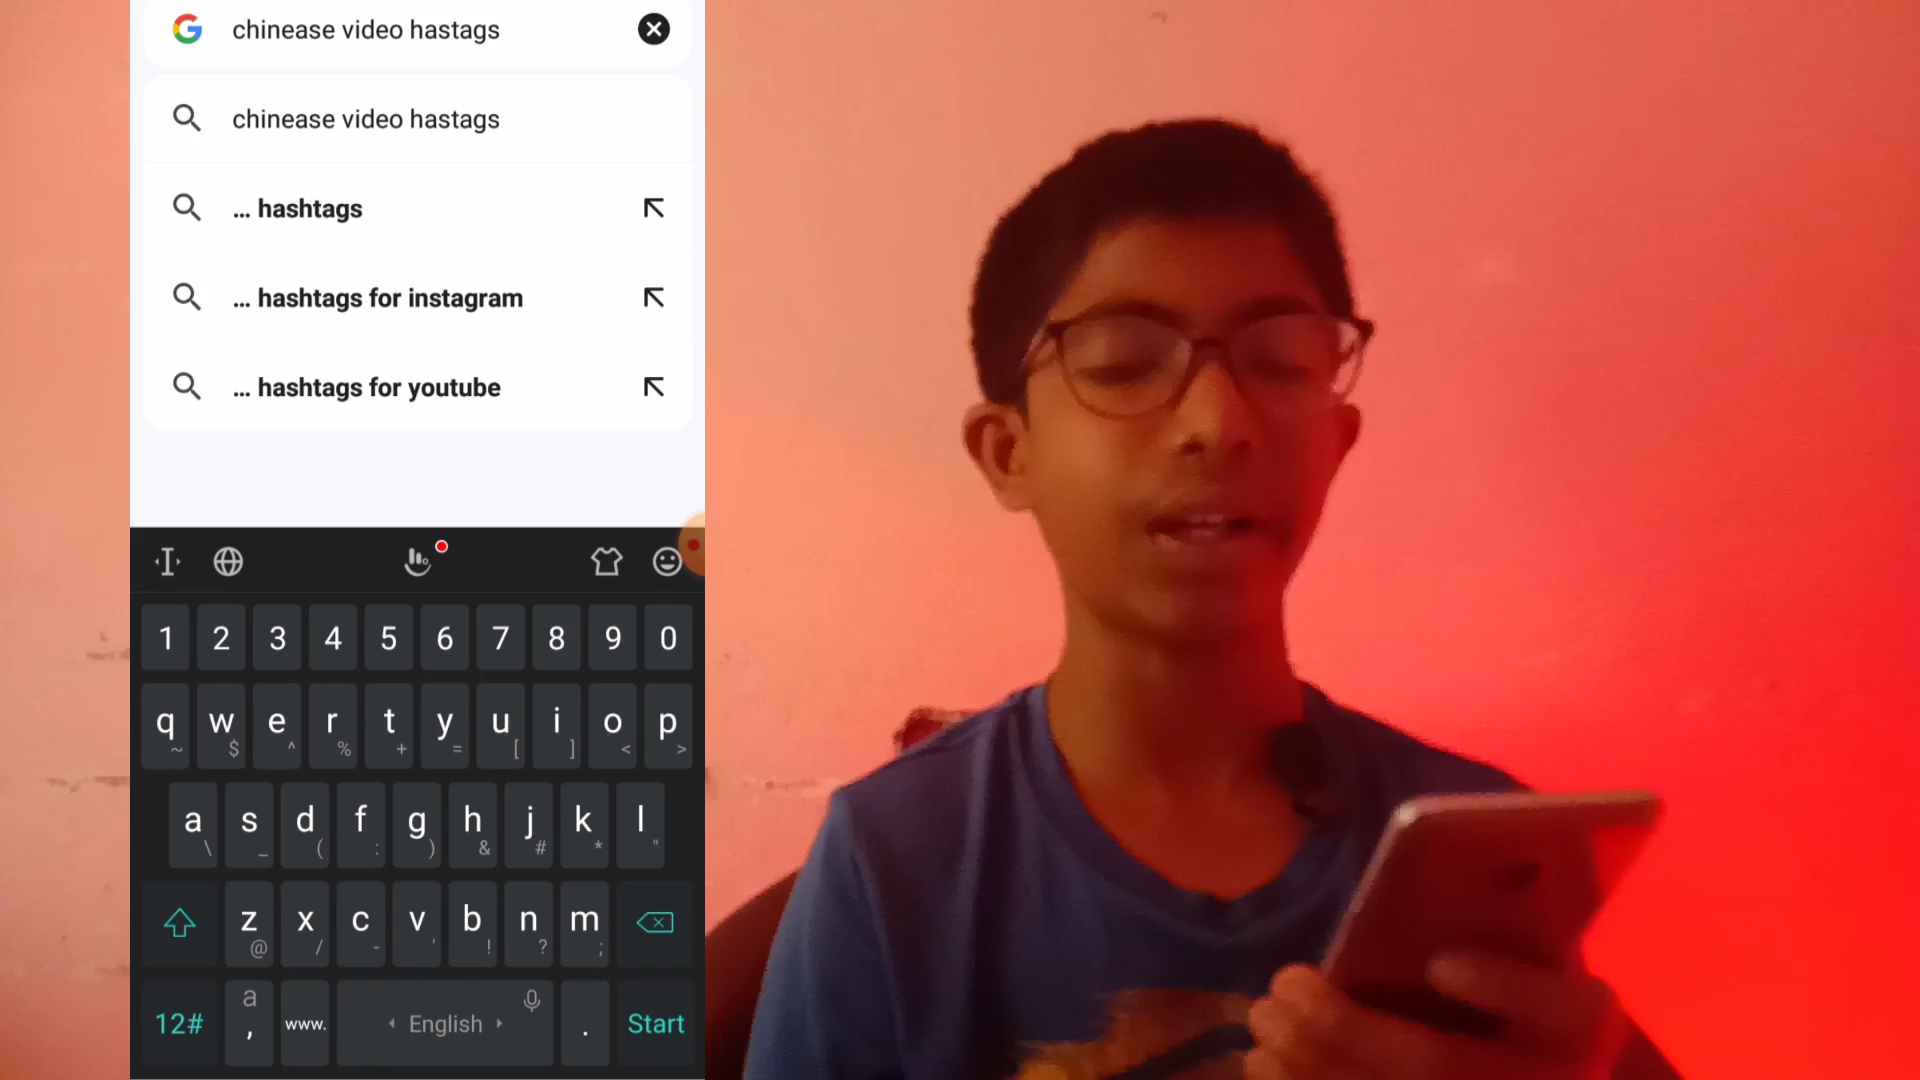 chinease video hastags
chinease video hastags
... hashtags
... hashtags for instagram
... hashtags for youtube
1 2 3 4 5 6 7 8 9 0
q w e r t y u i o p
~ $ ^ % + = [ ] < >
a s d f g h j k l
\ _ ( : ) & # * "
z x c v b n m
@ / - ' ! ? ;
12# a , www. English . Start